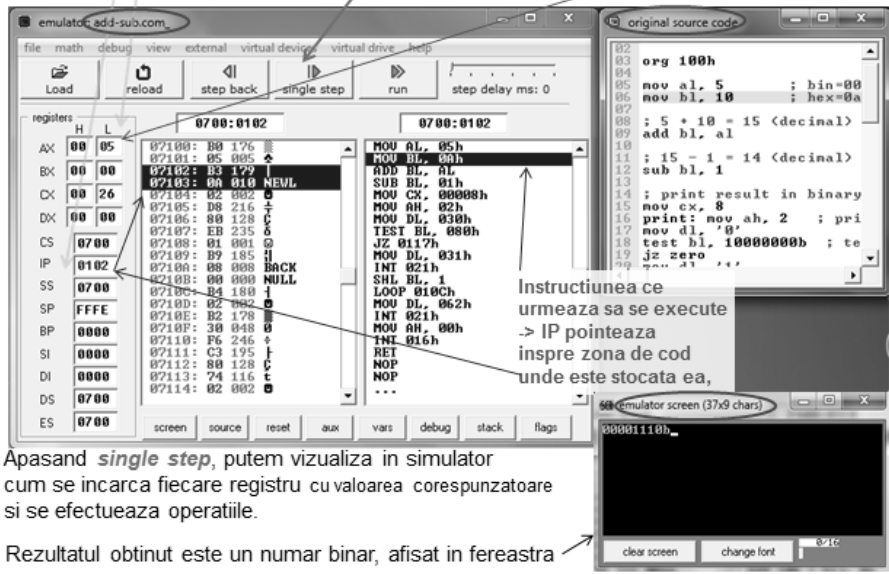 emulator: add-sub.com_
file math debug view external virtual devices virtual drive help
Load reload step back single step run step delay ms: 0
registers
H L
AX 00 05
BX 00 00
CX 00 26
DX 00 00
CS 0700
IP 0102
SS 0700
SP FFFE
BP 0000
SI 0000
DI 0000
DS 0700
ES 0700
0700:0102
07100: B0 176
07101: 05 005
07102: B3 179
07103: 0A 010 NEWL
07104: 02 002
07105: D8 216
07106: 80 128
07107: EB 235
07108: 01 001
07109: B9 185
0710A: 08 008 BACK
0710B: 00 000 NULL
0710C: B4 180
0710D: 02 002
0710E: B2 178
0710F: 30 048 0
07110: F6 246
07111: C3 195
07112: 80 128
07113: 74 116 t
07114: 02 002
0700:0102
MOV AL, 05h
MOV BL, 0Ah
ADD BL, AL
SUB BL, 01h
MOV CX, 00008h
MOV AH, 02h
MOV DL, 030h
TEST BL, 080h
JZ 0117h
MOV DL, 031h
INT 021h
SHL BL, 1
LOOP 010Ch
MOV DL, 062h
INT 021h
MOV AH, 00h
INT 016h
RET
NOP
NOP
...
screen source reset aux vars debug stack flags
original source code
02
03 org 100h
04
05 mov al, 5 ; bin=00
06 mov bl, 10 ; hex=0a
07
08 ; 5 + 10 = 15 (decimal)
09 add bl, al
10
11 ; 15 - 1 = 14 (decimal)
12 sub bl, 1
13
14 ; print result in binary
15 mov cx, 8
16 print: mov ah, 2 ; pri
17 mov dl, '0'
18 test bl, 10000000b ; te
19 jz zero
20 mov dl, '1'
Instructiunea ce
urmeaza sa se execute
-> IP pointeaza
inspre zona de cod
unde este stocata ea,
emulator screen (37x9 chars)
00001110b_
clear screen change font 0/16
Apasand single step, putem vizualiza in simulator
cum se incarca fiecare registru cu valoarea corespunzatoare
si se efectueaza operatiile.
Rezultatul obtinut este un numar binar, afisat in fereastra